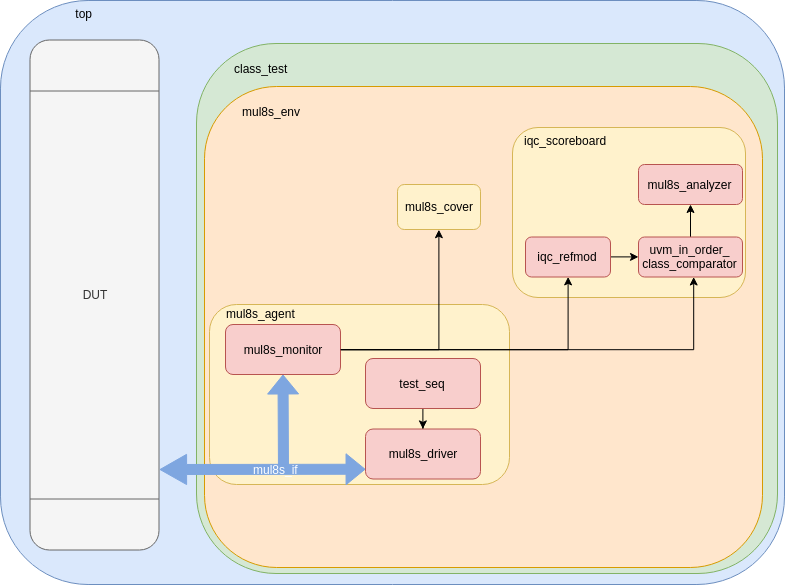 top
class_test
mul8s_env
iqc_scoreboard
mul8s_analyzer
mul8s_cover
iqc_refmod
uvm_in_order_
class_comparator
DUT
mul8s_agent
mul8s_monitor
test_seq
mul8s_driver
mul8s_if